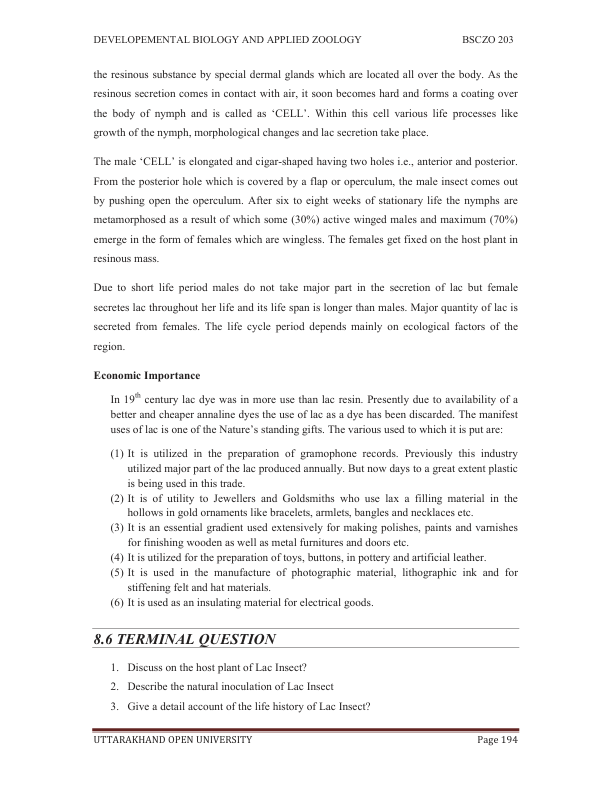 DEVELOPEMENTAL BIOLOGY AND APPLIED ZOOLOGY BSCZO 203
the resinous substance by special dermal glands which are located all over the body. As the
resinous secretion comes in contact with air, it soon becomes hard and forms a coating over
the body of nymph and is called as ‘CELL’. Within this cell various life processes like
growth of the nymph, morphological changes and lac secretion take place.
The male ‘CELL’ is elongated and cigar-shaped having two holes i.e., anterior and posterior.
From the posterior hole which is covered by a flap or operculum, the male insect comes out
by pushing open the operculum. After six to eight weeks of stationary life the nymphs are
metamorphosed as a result of which some (30%) active winged males and maximum (70%)
emerge in the form of females which are wingless. The females get fixed on the host plant in
resinous mass.
Due to short life period males do not take major part in the secretion of lac but female
secretes lac throughout her life and its life span is longer than males. Major quantity of lac is
secreted from females. The life cycle period depends mainly on ecological factors of the
region.
Economic Importance
In 19th century lac dye was in more use than lac resin. Presently due to availability of a
better and cheaper annaline dyes the use of lac as a dye has been discarded. The manifest
uses of lac is one of the Nature’s standing gifts. The various used to which it is put are:
(1) It is utilized in the preparation of gramophone records. Previously this industry
utilized major part of the lac produced annually. But now days to a great extent plastic
is being used in this trade.
(2) It is of utility to Jewellers and Goldsmiths who use lax a filling material in the
hollows in gold ornaments like bracelets, armlets, bangles and necklaces etc.
(3) It is an essential gradient used extensively for making polishes, paints and varnishes
for finishing wooden as well as metal furnitures and doors etc.
(4) It is utilized for the preparation of toys, buttons, in pottery and artificial leather.
(5) It is used in the manufacture of photographic material, lithographic ink and for
stiffening felt and hat materials.
(6) It is used as an insulating material for electrical goods.
8.6 TERMINAL QUESTION
1. Discuss on the host plant of Lac Insect?
2. Describe the natural inoculation of Lac Insect
3. Give a detail account of the life history of Lac Insect?
UTTARAKHAND OPEN UNIVERSITY Page 194